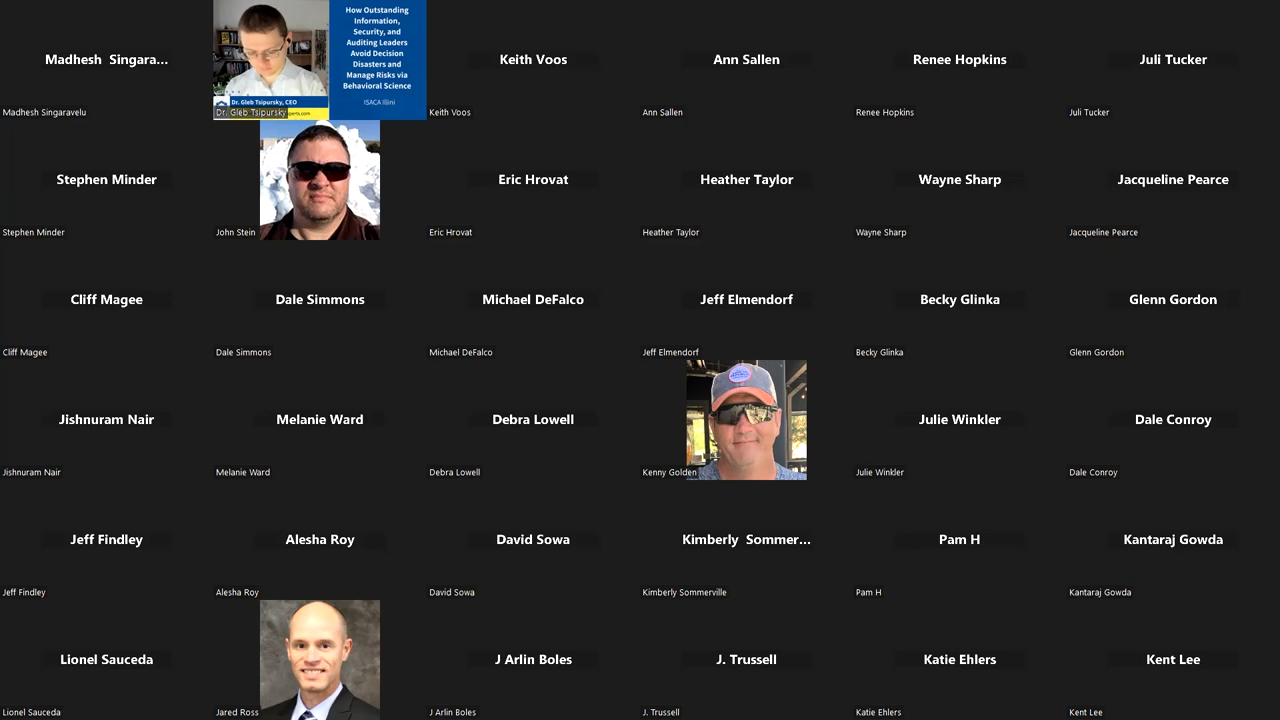 Madhesh  Singara...
How Outstanding
Information,
Security, and
Auditing Leaders
Avoid Decision
Disasters and
Manage Risks via
Behavioral Science
ISACA Illini
Dr. Gleb Tsipursky, CEO
Keith Voos
Ann Sallen
Renee Hopkins
Juli Tucker
Madhesh Singaravelu
Dr. Gleb Tsipursky
Keith Voos
Ann Sallen
Renee Hopkins
Juli Tucker
Stephen Minder
Eric Hrovat
Heather Taylor
Wayne Sharp
Jacqueline Pearce
Stephen Minder
John Stein
Eric Hrovat
Heather Taylor
Wayne Sharp
Jacqueline Pearce
Cliff Magee
Dale Simmons
Michael DeFalco
Jeff Elmendorf
Becky Glinka
Glenn Gordon
Cliff Magee
Dale Simmons
Michael DeFalco
Jeff Elmendorf
Becky Glinka
Glenn Gordon
Jishnuram Nair
Melanie Ward
Debra Lowell
Julie Winkler
Dale Conroy
Jishnuram Nair
Melanie Ward
Debra Lowell
Kenny Golden
Julie Winkler
Dale Conroy
Jeff Findley
Alesha Roy
David Sowa
Kimberly  Sommer...
Pam H
Kantaraj Gowda
Jeff Findley
Alesha Roy
David Sowa
Kimberly Sommerville
Pam H
Kantaraj Gowda
Lionel Sauceda
J Arlin Boles
J. Trussell
Katie Ehlers
Kent Lee
Lionel Sauceda
Jared Ross
J Arlin Boles
J. Trussell
Katie Ehlers
Kent Lee